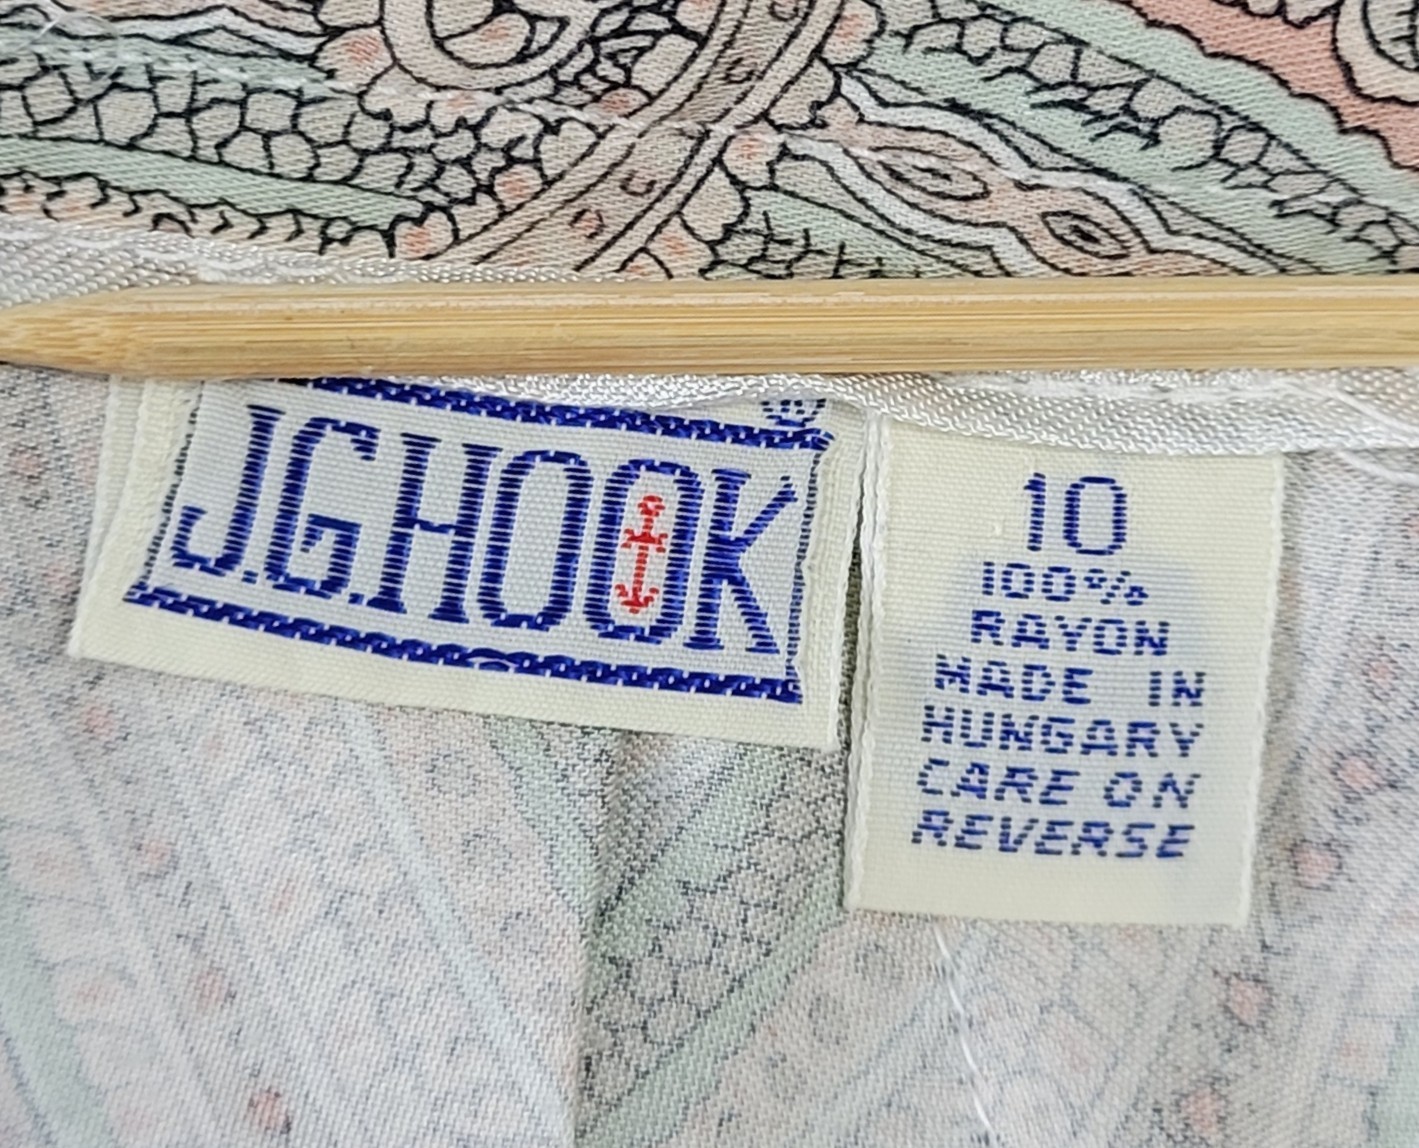 J.G.HOOK
®
10
100%
RAYON
MADE IN
HUNGARY
CARE ON
REVERSE